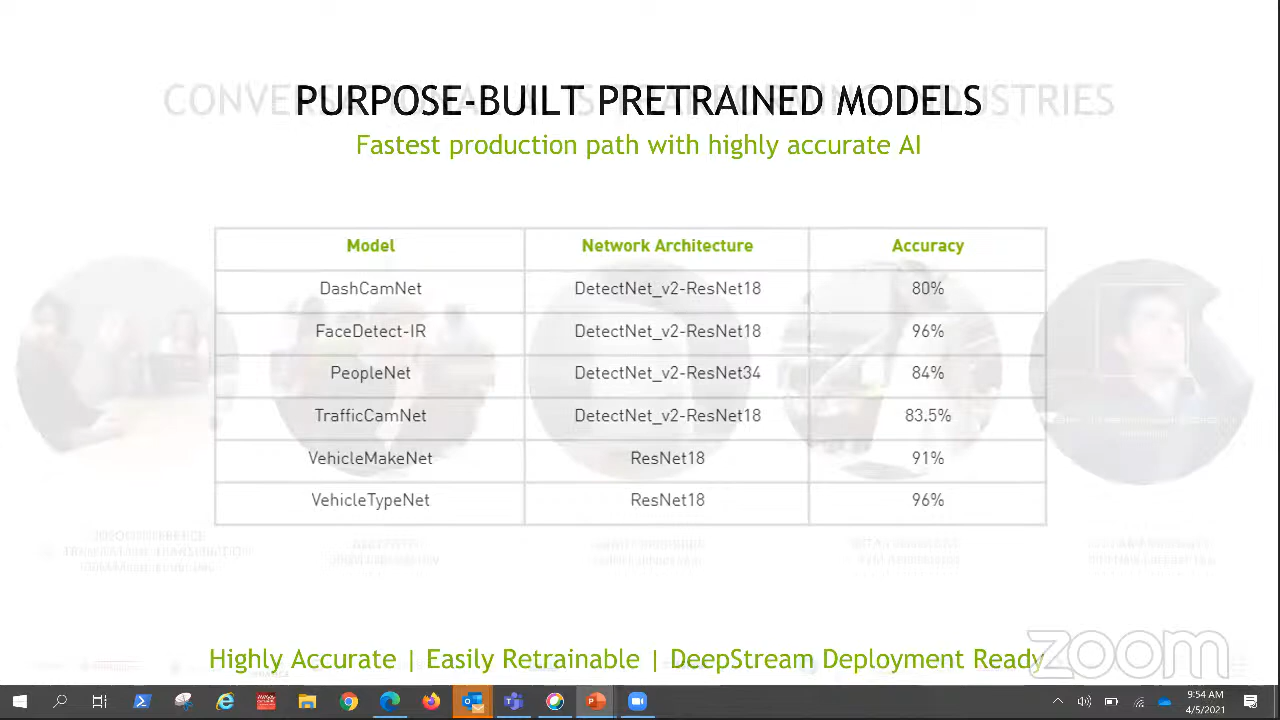 PURPOSE-BUILT PRETRAINED MODELS
Fastest production path with highly accurate AI
Model Network Architecture Accuracy
DashCamNet DetectNet_v2-ResNet18 80%
FaceDetect-IR DetectNet_v2-ResNet18 96%
PeopleNet DetectNet_v2-ResNet34 84%
TrafficCamNet DetectNet_v2-ResNet18 83.5%
VehicleMakeNet ResNet18 91%
VehicleTypeNet ResNet18 96%
Highly Accurate | Easily Retrainable | DeepStream Deployment Ready
zoom
9:54 AM
4/5/2021